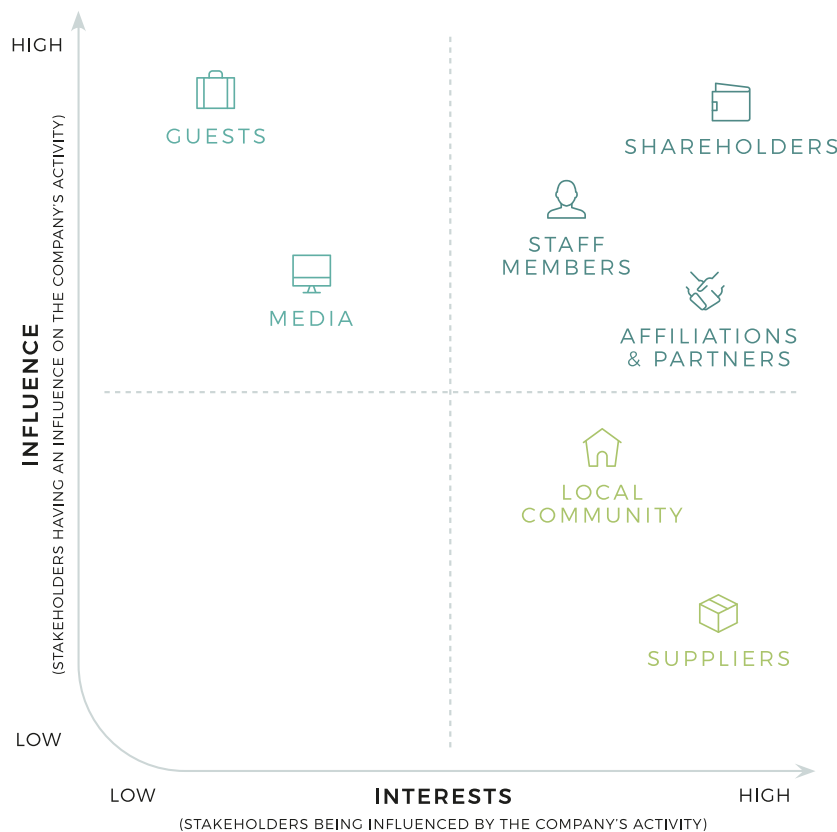 HIGH
GUESTS
SHAREHOLDERS
STAFF
MEMBERS
MEDIA
AFFILIATIONS
& PARTNERS
INFLUENCE
(STAKEHOLDERS HAVING AN INFLUENCE ON THE COMPANY'S ACTIVITY)
LOCAL
COMMUNITY
SUPPLIERS
LOW
LOW
INTERESTS
HIGH
(STAKEHOLDERS BEING INFLUENCED BY THE COMPANY'S ACTIVITY)